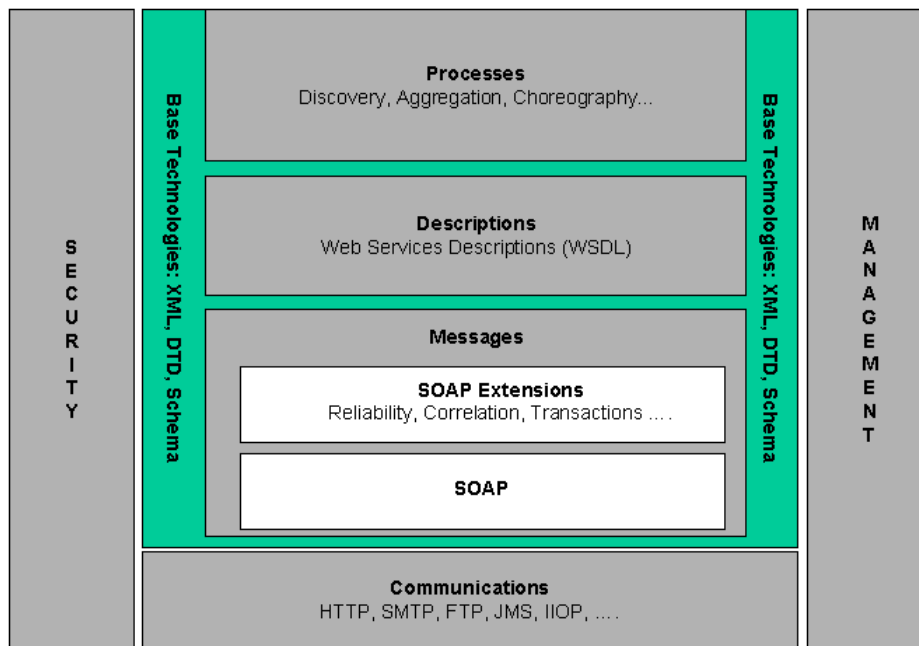 SECURITY
Base Technologies: XML, DTD, Schema
Processes
Discovery, Aggregation, Choreography...
Descriptions
Web Services Descriptions (WSDL)
Messages
SOAP Extensions
Reliability, Correlation, Transactions ....
SOAP
Base Technologies: XML, DTD, Schema
MANAGEMENT
Communications
HTTP, SMTP, FTP, JMS, IIOP, ....